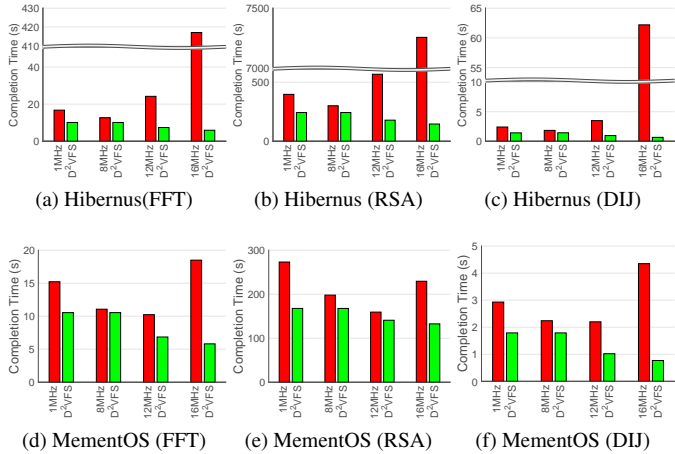 430
420
410
40
20
0
Completion Time (s)
1MHz
D²VFS
8MHz
D²VFS
12MHz
D²VFS
16MHz
D²VFS
(a) Hibernus(FFT)
7500
7000
500
0
Completion Time (s)
1MHz
D²VFS
8MHz
D²VFS
12MHz
D²VFS
16MHz
D²VFS
(b) Hibernus (RSA)
65
60
55
10
5
0
Completion Time (s)
1MHz
D²VFS
8MHz
D²VFS
12MHz
D²VFS
16MHz
D²VFS
(c) Hibernus (DIJ)
20
15
10
5
0
Completion Time (s)
1MHz
D²VFS
8MHz
D²VFS
12MHz
D²VFS
16MHz
D²VFS
(d) MementOS (FFT)
300
200
100
0
Completion Time (s)
1MHz
D²VFS
8MHz
D²VFS
12MHz
D²VFS
16MHz
D²VFS
(e) MementOS (RSA)
5
4
3
2
1
0
Completion Time (s)
1MHz
D²VFS
8MHz
D²VFS
12MHz
D²VFS
16MHz
D²VFS
(f) MementOS (DIJ)